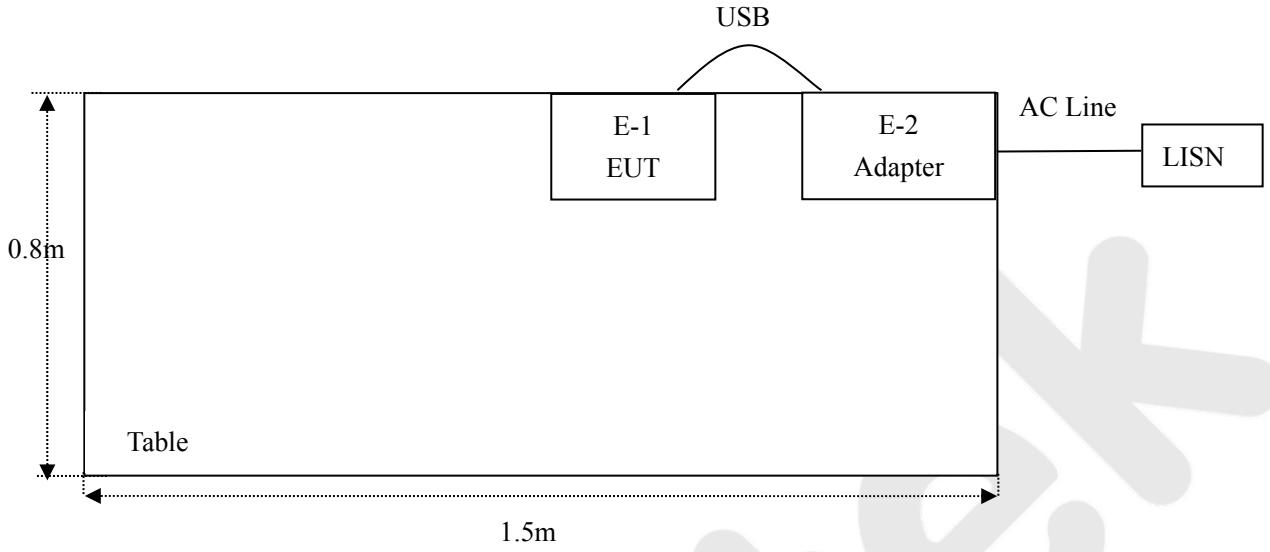 USB
E-1
EUT
E-2
Adapter
AC Line
LISN
0.8m
Table
1.5m